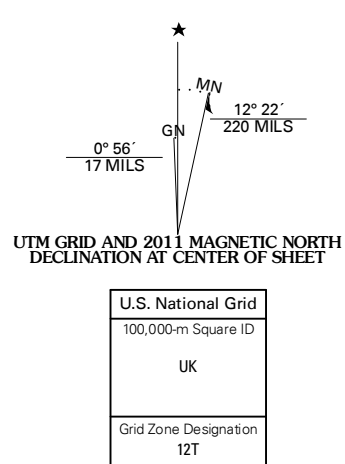 ★
MN
12° 22´
220 MILS
GN
0° 56´
17 MILS
UTM GRID AND 2011 MAGNETIC NORTH
DECLINATION AT CENTER OF SHEET
U.S. National Grid
100,000-m Square ID
UK
Grid Zone Designation
12T